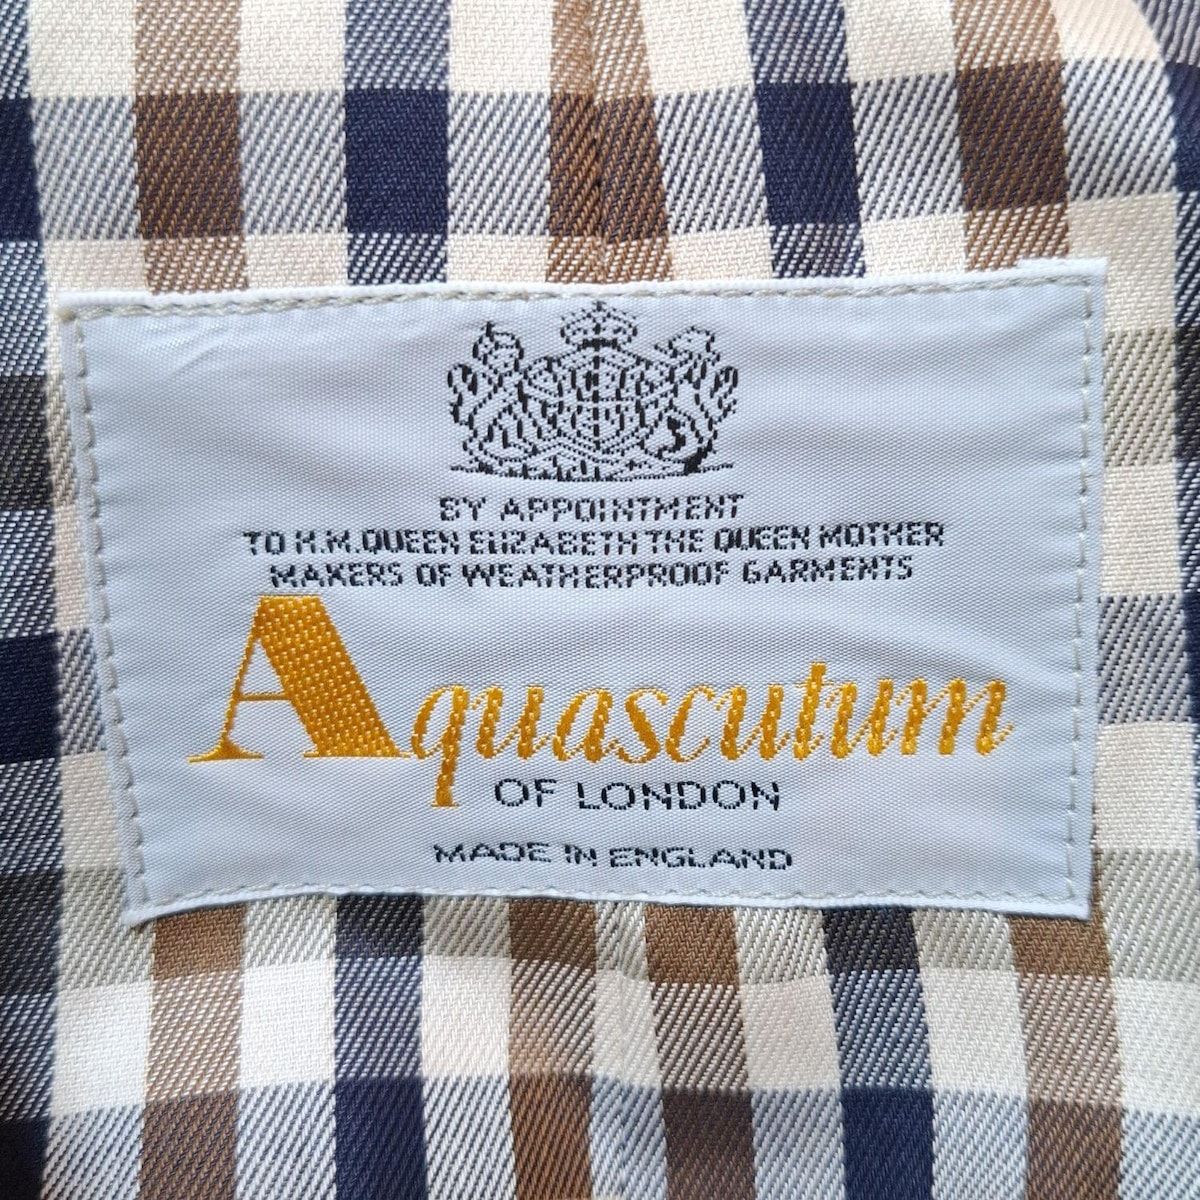 BY APPOINTMENT
TO H.M.QUEEN ELIZABETH THE QUEEN MOTHER
MAKERS OF WEATHERPROOF GARMENTS
Aquascutum
OF LONDON
MADE IN ENGLAND